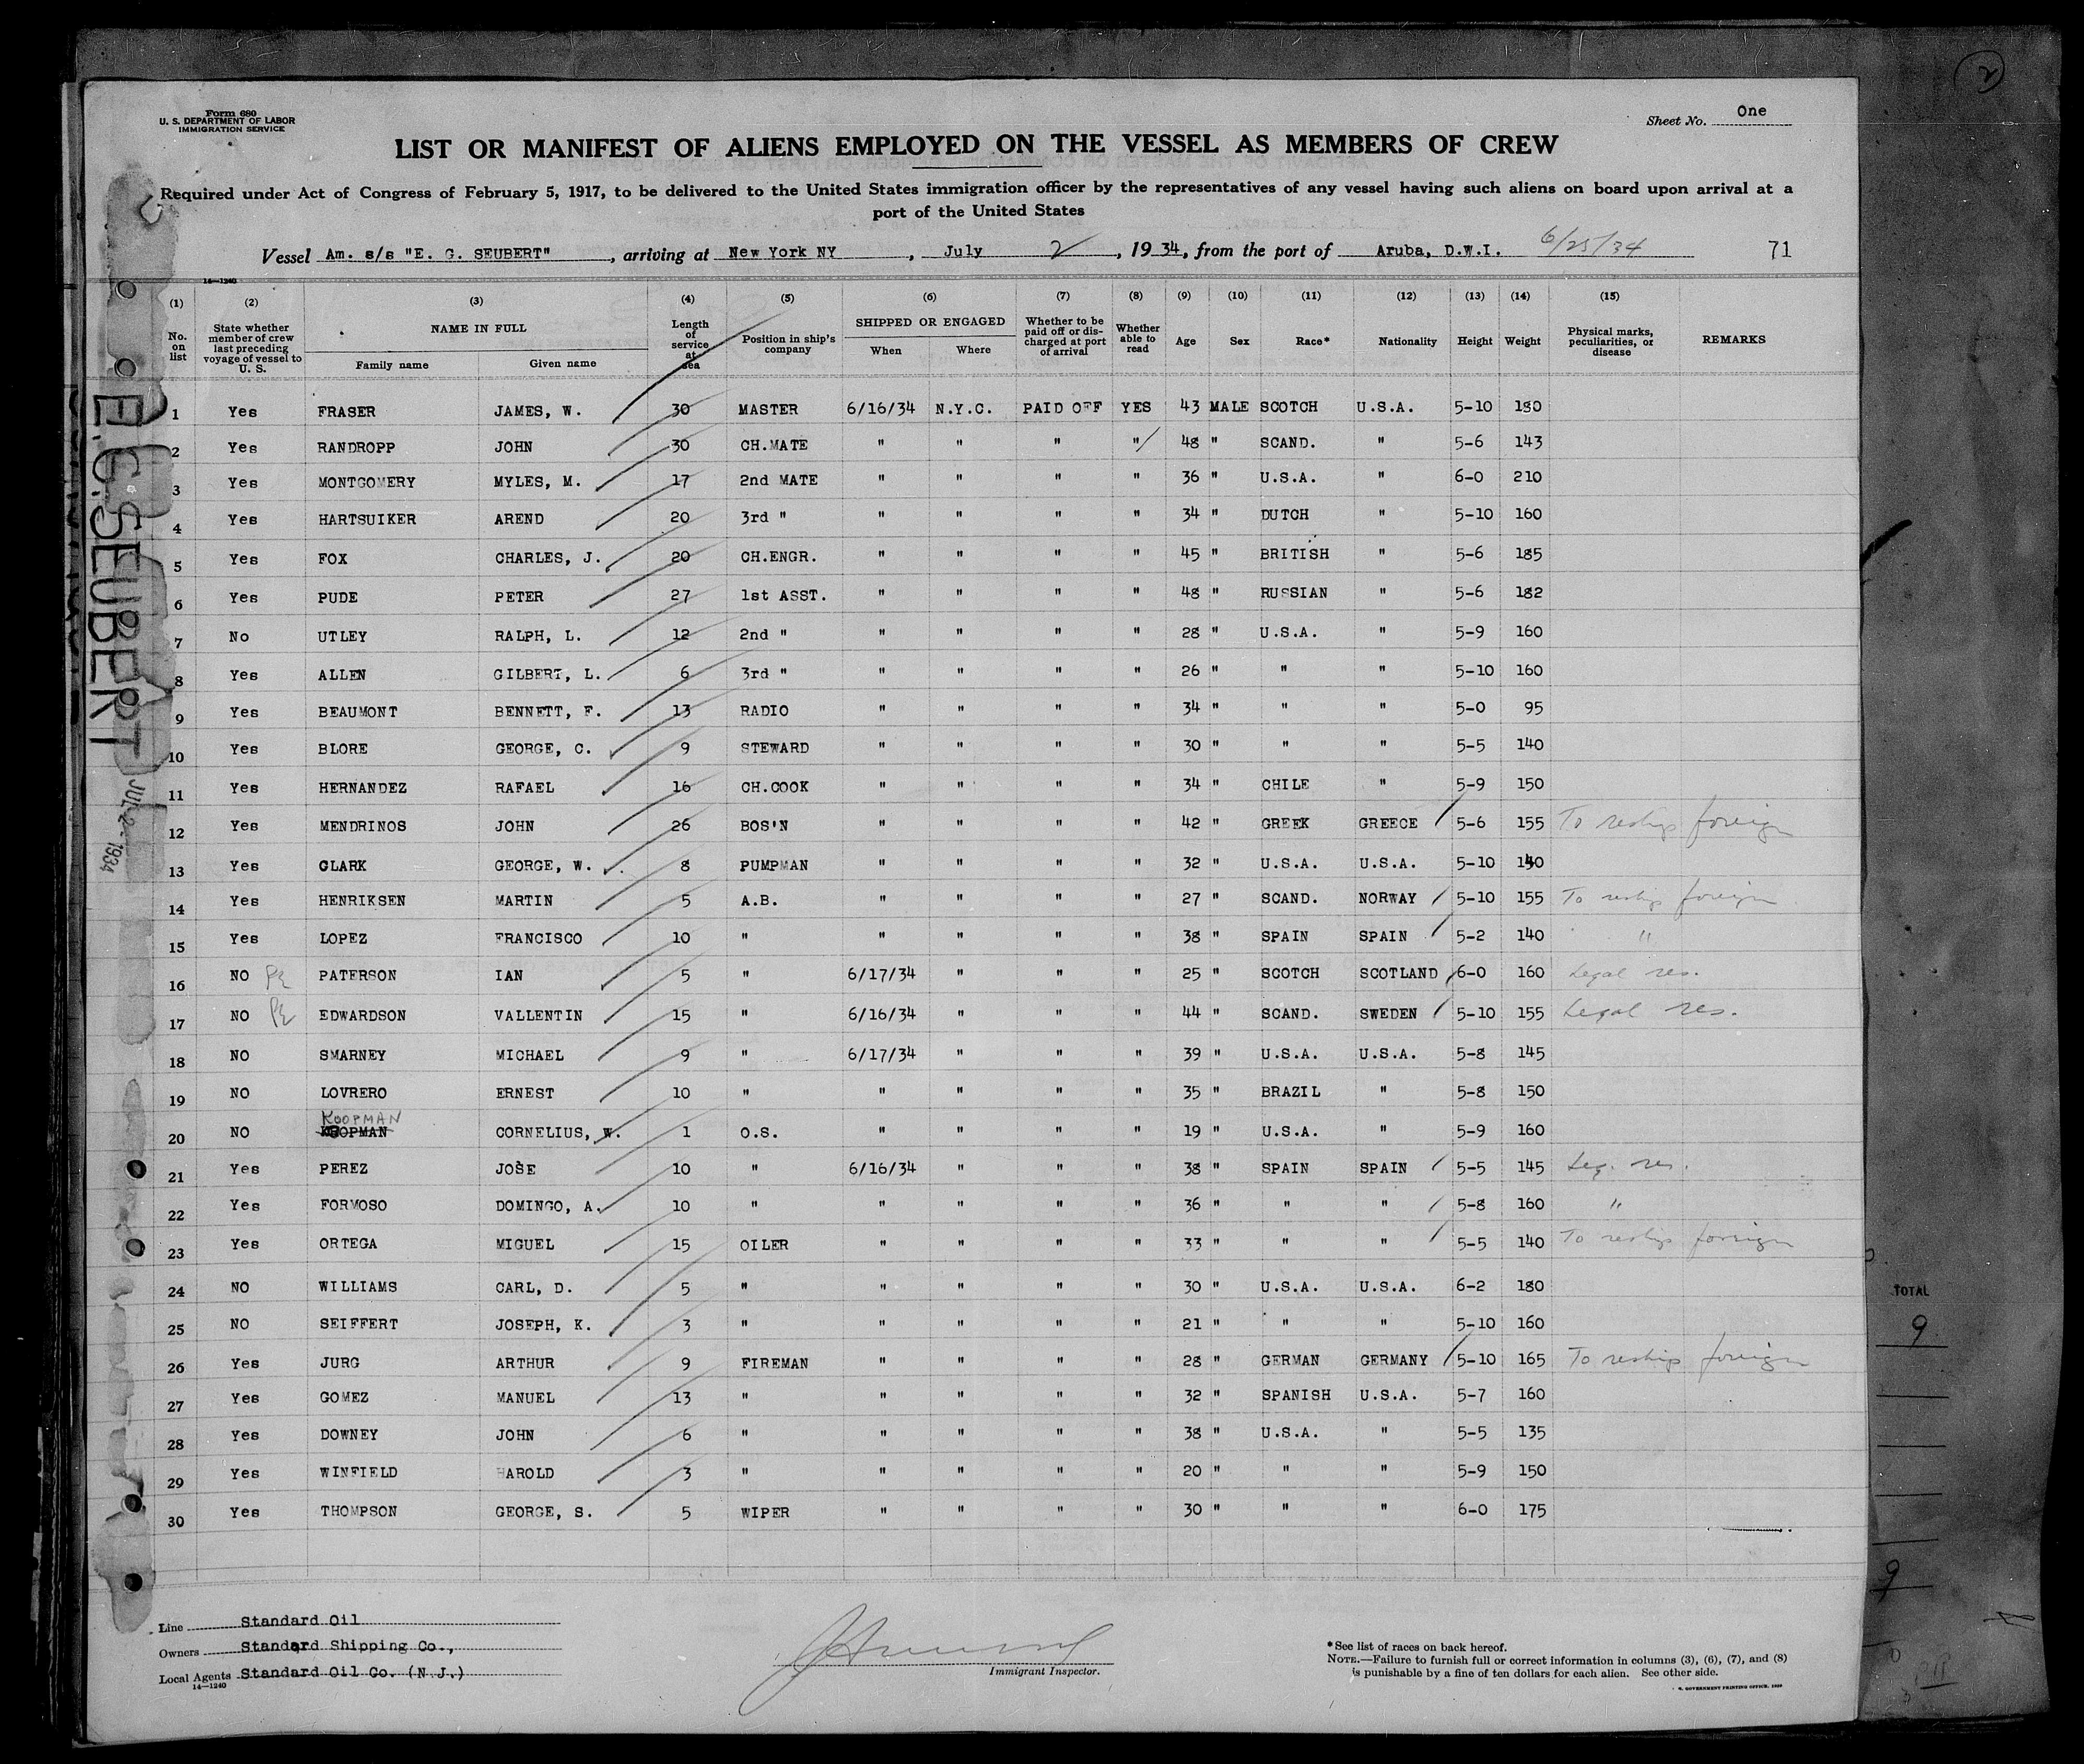 2
Form 680
U. S. DEPARTMENT OF LABOR
IMMIGRATION SERVICE
Sheet No. One
LIST OR MANIFEST OF ALIENS EMPLOYED ON THE VESSEL AS MEMBERS OF CREW
Required under Act of Congress of February 5, 1917, to be delivered to the United States immigration officer by the representatives of any vessel having such aliens on board upon arrival at a
port of the United States
Vessel Am. s/s "E. G. SEUBERT", arriving at New York NY, July 2, 1934, from the port of Aruba, D.W.I. 6/25/34 71
14—1240
(1) (2) (3) (4) (5) (6) (7) (8) (9) (10) (11) (12) (13) (14) (15)
No. on list State whether member of crew last preceding voyage of vessel to U. S. NAME IN FULL Family name Given name Length of service at sea Position in ship's company SHIPPED OR ENGAGED When Where Whether to be paid off or discharged at port of arrival Whether able to read Age Sex Race* Nationality Height Weight Physical marks, peculiarities, or disease REMARKS
1 Yes FRASER JAMES, W. 30 MASTER 6/16/34 N.Y.C. PAID OFF YES 43 MALE SCOTCH U.S.A. 5-10 180
2 Yes RANDROPP JOHN 30 CH.MATE " " " " 48 " SCAND. " 5-6 143
3 Yes MONTGOMERY MYLES, M. 17 2nd MATE " " " " 36 " U.S.A. " 6-0 210
4 Yes HARTSUIKER AREND 20 3rd " " " " " 34 " DUTCH " 5-10 160
5 Yes FOX CHARLES, J. 20 CH.ENGR. " " " " 45 " BRITISH " 5-6 185
6 Yes PUDE PETER 27 1st ASST. " " " " 48 " RUSSIAN " 5-6 182
7 No UTLEY RALPH, L. 12 2nd " " " " " 28 " U.S.A. " 5-9 160
8 Yes ALLEN GILBERT, L. 6 3rd " " " " " 26 " " " 5-10 160
9 Yes BEAUMONT BENNETT, F. 13 RADIO " " " " 34 " " " 5-0 95
10 Yes BLORE GEORGE, C. 9 STEWARD " " " " 30 " " " 5-5 140
11 Yes HERNANDEZ RAFAEL 16 CH.COOK " " " " 34 " CHILE " 5-9 150
12 Yes MENDRINOS JOHN 26 BOS'N " " " " 42 " GREEK GREECE 5-6 155 To reship foreign
13 Yes CLARK GEORGE, W. 8 PUMPMAN " " " " 32 " U.S.A. U.S.A. 5-10 140
14 Yes HENRIKSEN MARTIN 5 A.B. " " " " 27 " SCAND. NORWAY 5-10 155 To reship foreign
15 Yes LOPEZ FRANCISCO 10 " " " " " 38 " SPAIN SPAIN 5-2 140 "
16 NO PATERSON IAN 5 " 6/17/34 " " " 25 " SCOTCH SCOTLAND 6-0 160 Legal res.
17 NO EDWARDSON VALLENTIN 15 " 6/16/34 " " " 44 " SCAND. SWEDEN 5-10 155 Legal res.
18 NO SMARNEY MICHAEL 9 " 6/17/34 " " " 39 " U.S.A. U.S.A. 5-8 145
19 NO LOVRERO ERNEST 10 " " " " " 35 " BRAZIL " 5-8 150
KOOPMAN
20 NO KOOPMAN CORNELIUS, W. 1 O.S. " " " " 19 " U.S.A. " 5-9 160
21 Yes PEREZ JOSE 10 " 6/16/34 " " " 38 " SPAIN SPAIN 5-5 145 Leg. res.
22 Yes FORMOSO DOMINGO, A. 10 " " " " " 36 " " " 5-8 160 "
23 Yes ORTEGA MIGUEL 15 OILER " " " " 33 " " " 5-5 140 To reship foreign
24 NO WILLIAMS CARL, D. 5 " " " " " 30 " U.S.A. U.S.A. 6-2 180
25 NO SEIFFERT JOSEPH, K. 3 " " " " " 21 " " " 5-10 160
26 Yes JURG ARTHUR 9 FIREMAN " " " " 28 " GERMAN GERMANY 5-10 165 To reship foreign
27 Yes GOMEZ MANUEL 13 " " " " " 32 " SPANISH U.S.A. 5-7 160
28 Yes DOWNEY JOHN 6 " " " " " 38 " U.S.A. " 5-5 135
29 Yes WINFIELD HAROLD 3 " " " " " 20 " " " 5-9 150
30 Yes THOMPSON GEORGE, S. 5 WIPER " " " " 30 " " " 6-0 175
Line Standard Oil
Owners Standard Shipping Co.,
Local Agents Standard Oil Co. (N.J.)
14—1240
Immigrant Inspector.
*See list of races on back hereof.
NOTE.—Failure to furnish full or correct information in columns (3), (6), (7), and (8)
is punishable by a fine of ten dollars for each alien. See other side.
GOVERNMENT PRINTING OFFICE
E.G. SEUBERT
JUL 2 - 1934
TOTAL
9
9